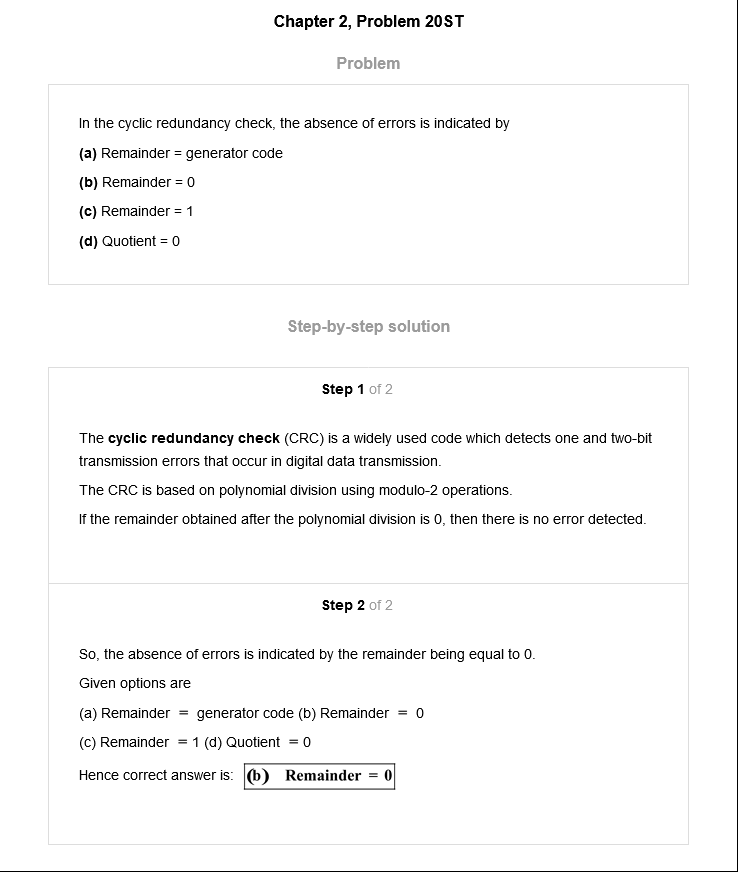 Chapter 2, Problem 20ST
Problem
In the cyclic redundancy check, the absence of errors is indicated by
(a) Remainder = generator code
(b) Remainder = 0
(c) Remainder = 1
(d) Quotient = 0
Step-by-step solution
Step 1 of 2
The cyclic redundancy check (CRC) is a widely used code which detects one and two-bit
transmission errors that occur in digital data transmission.
The CRC is based on polynomial division using modulo-2 operations.
If the remainder obtained after the polynomial division is 0, then there is no error detected.
Step 2 of 2
So, the absence of errors is indicated by the remainder being equal to 0.
Given options are
(a) Remainder = generator code (b) Remainder = 0
(c) Remainder = 1 (d) Quotient = 0
Hence correct answer is: (b) Remainder = 0